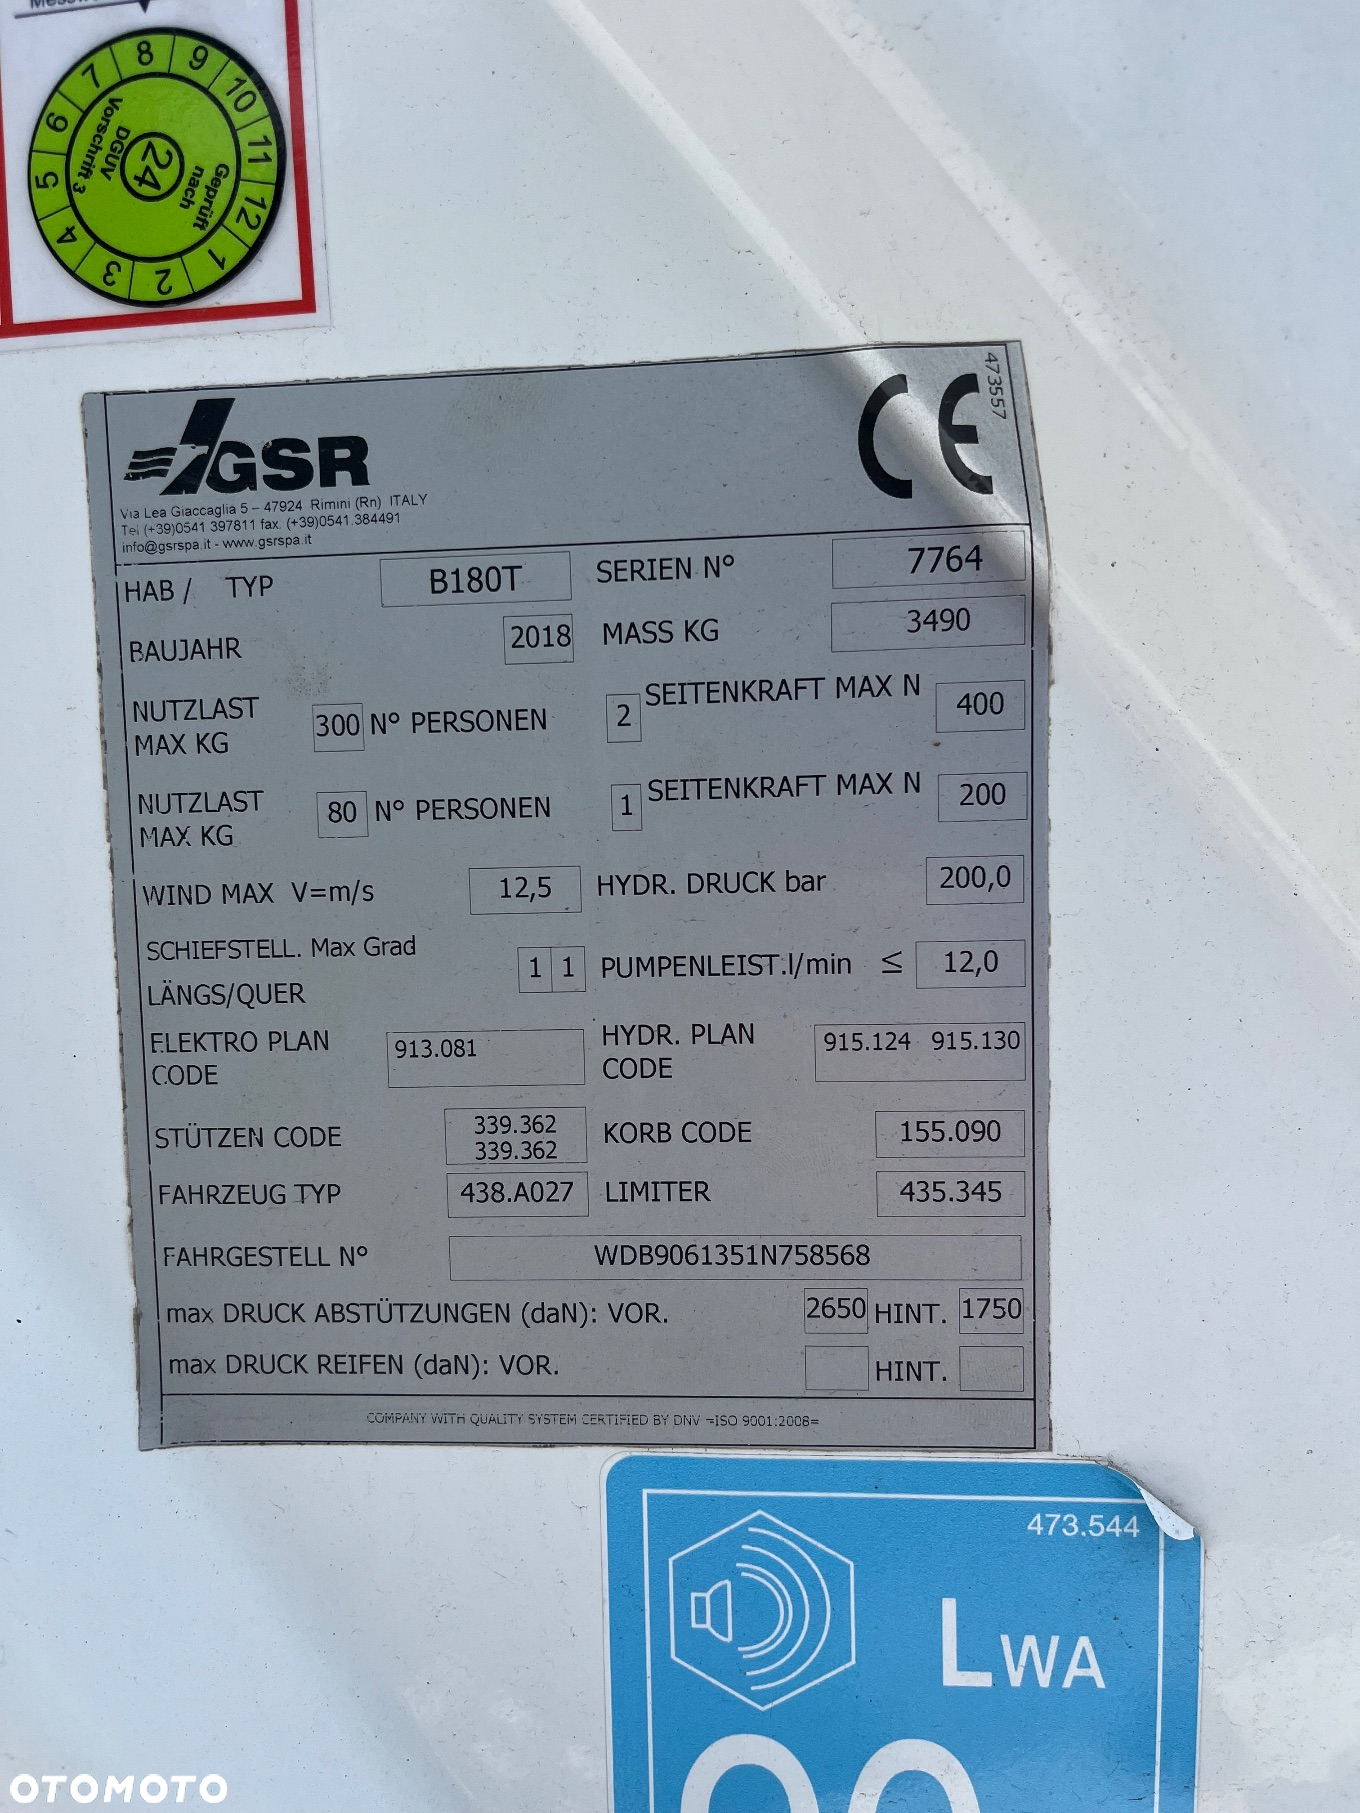 8 9 10 11 12 1 2 3 4 5 6 7
Geprüft
nach
24
DGUV
Vorschrift 3
473557
GSR
CE
Via Lea Giaccaglia 5 – 47924 Rimini (Rn) ITALY
Tel (+39)0541 397811 fax. (+39)0541.384491
info@gsrspa.it - www.gsrspa.it
HAB / TYP B180T SERIEN N° 7764
BAUJAHR 2018 MASS KG 3490
NUTZLAST
MAX KG 300 N° PERSONEN 2 SEITENKRAFT MAX N 400
NUTZLAST
MAX KG 80 N° PERSONEN 1 SEITENKRAFT MAX N 200
WIND MAX V=m/s 12,5 HYDR. DRUCK bar 200,0
SCHIEFSTELL. Max Grad
LÄNGS/QUER 1 1 PUMPENLEIST.l/min ≤ 12,0
ELEKTRO PLAN
CODE 913.081 HYDR. PLAN
CODE 915.124 915.130
STÜTZEN CODE 339.362
339.362 KORB CODE 155.090
FAHRZEUG TYP 438.A027 LIMITER 435.345
FAHRGESTELL N° WDB9061351N758568
max DRUCK ABSTÜTZUNGEN (daN): VOR. 2650 HINT. 1750
max DRUCK REIFEN (daN): VOR. HINT.
COMPANY WITH QUALITY SYSTEM CERTIFIED BY DNV =ISO 9001:2008=
473.544
LWA
OTOMOTO